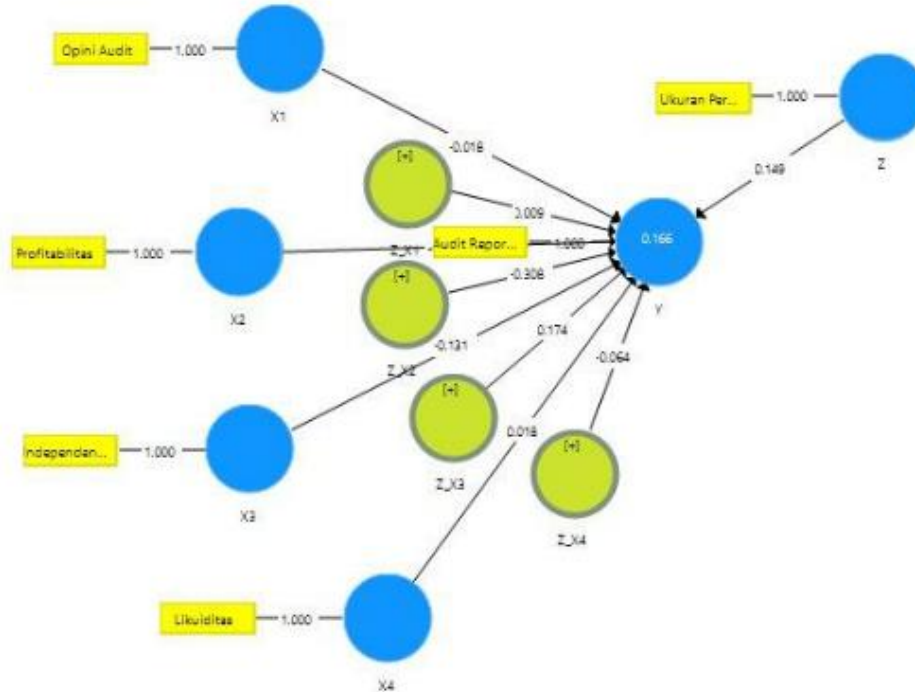 Opini Audit
1.000
X1
Ukuran Per...
1.000
Z
-0.018
0.149
[+]
0.009
Z_X1
Profitabilitas
1.000
X2
Audit Rapor...
1.000
0.166
Y
[+]
-0.308
Z_X2
-0.131
0.174
-0.064
[+]
Z_X3
Independen...
1.000
X3
0.018
[+]
Z_X4
Likuiditas
1.000
X4